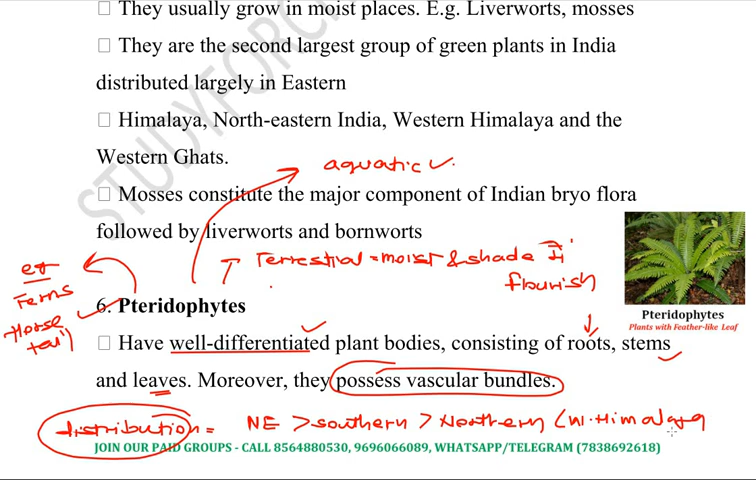 □ They usually grow in moist places. E.g. Liverworts, mosses
□ They are the second largest group of green plants in India
distributed largely in Eastern
□ Himalaya, North-eastern India, Western Himalaya and the
Western Ghats.
aquatic ✓
□ Mosses constitute the major component of Indian bryo flora
followed by liverworts and bornworts
Terrestrial = moist & shade में
flourish
eg
Ferns
Horse
tail
6. Pteridophytes
Pteridophytes
Plants with Feather-like Leaf
□ Have well-differentiated plant bodies, consisting of roots, stems
and leaves. Moreover, they possess vascular bundles.
distribution = NE > southern > Northern (W. Himalaya
JOIN OUR PAID GROUPS - CALL 8564880530, 9696066089, WHATSAPP/TELEGRAM (7838692618)